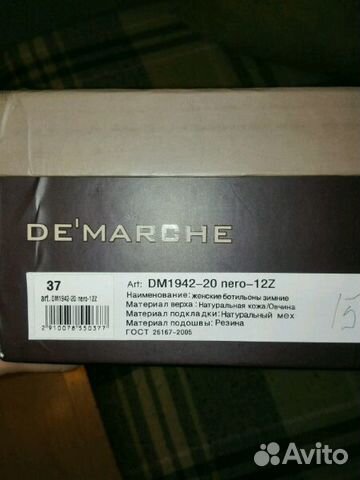 DE'MARCHE
37
art. DM1942-20 nero-12Z
2910078550377
Art: DM1942-20 nero-12Z
Наименование: женские ботильоны зимние
Материал верха: Натуральная кожа/Овчина
Материал подкладки: Натуральный мех
Материал подошвы: Резина
ГОСТ 26167-2005
Avito